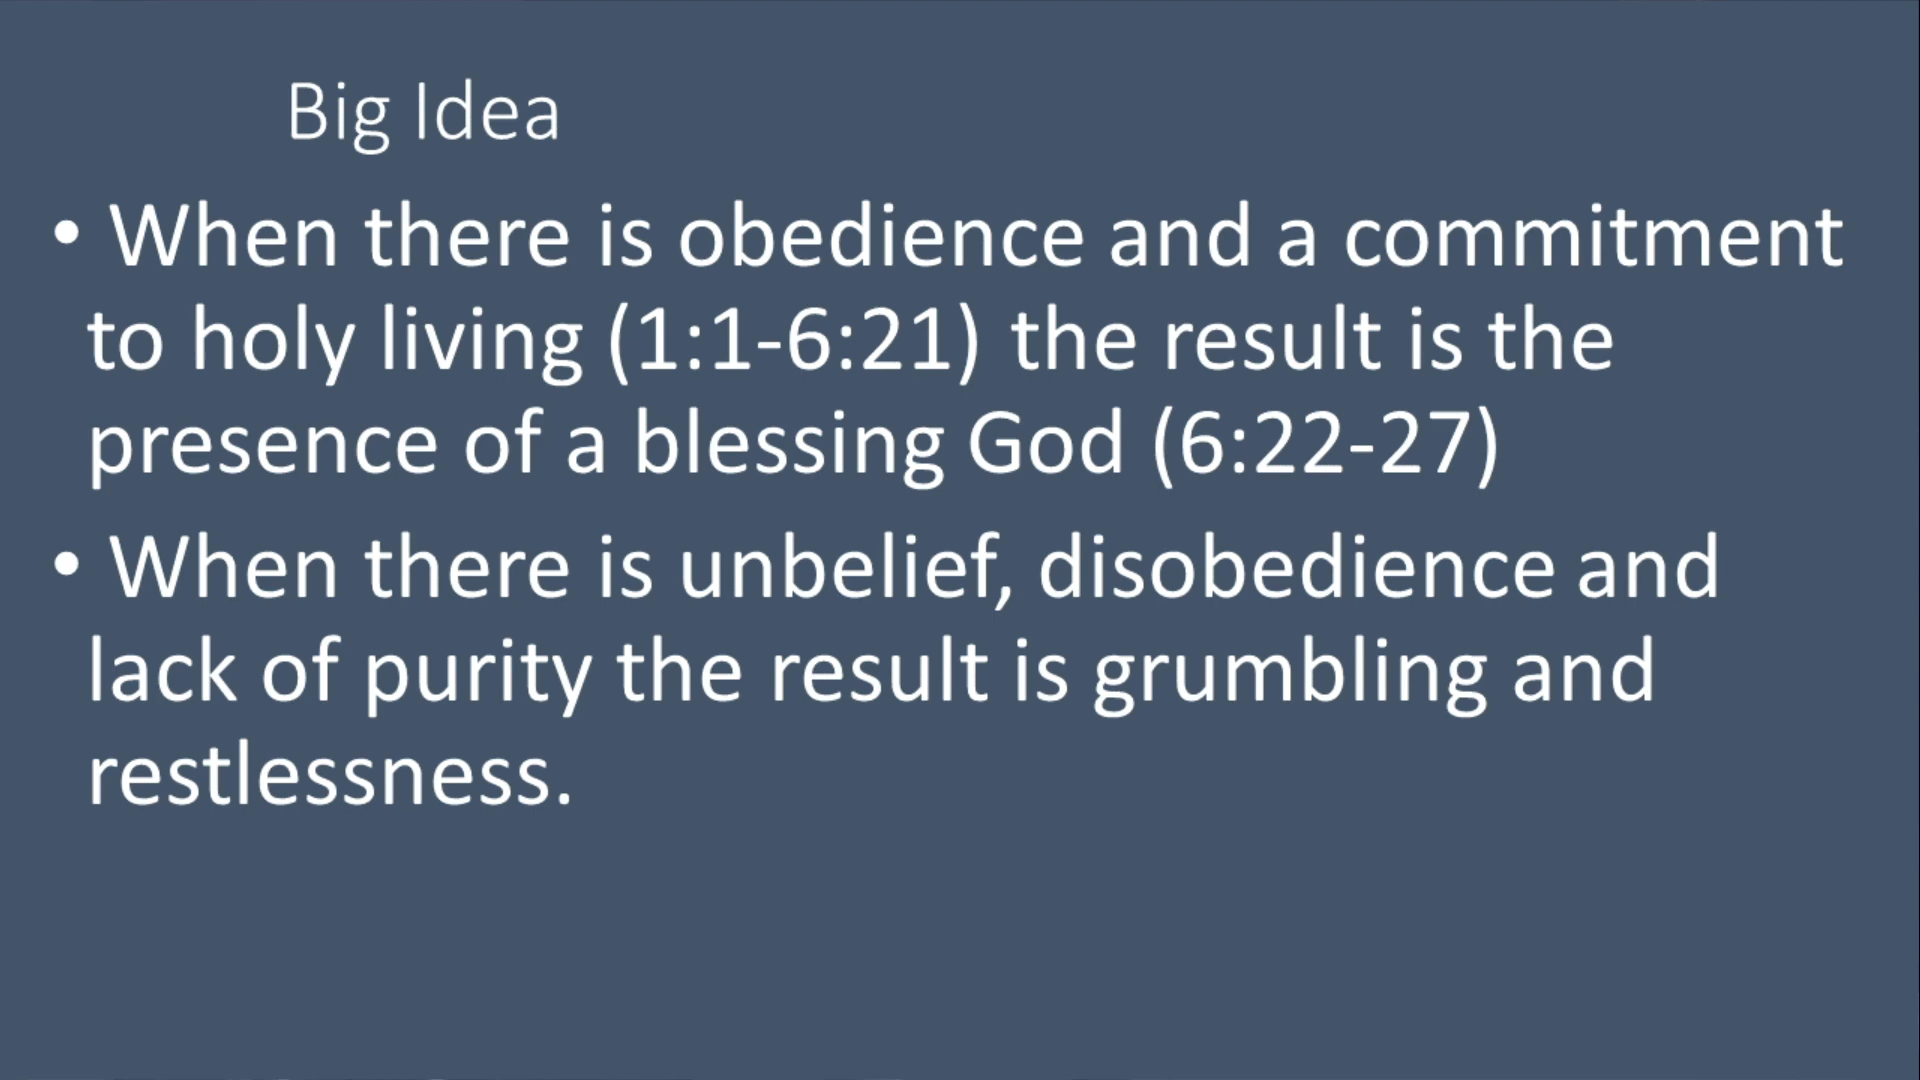 Big Idea
• When there is obedience and a commitment
to holy living (1:1-6:21) the result is the
presence of a blessing God (6:22-27)
• When there is unbelief, disobedience and
lack of purity the result is grumbling and
restlessness.